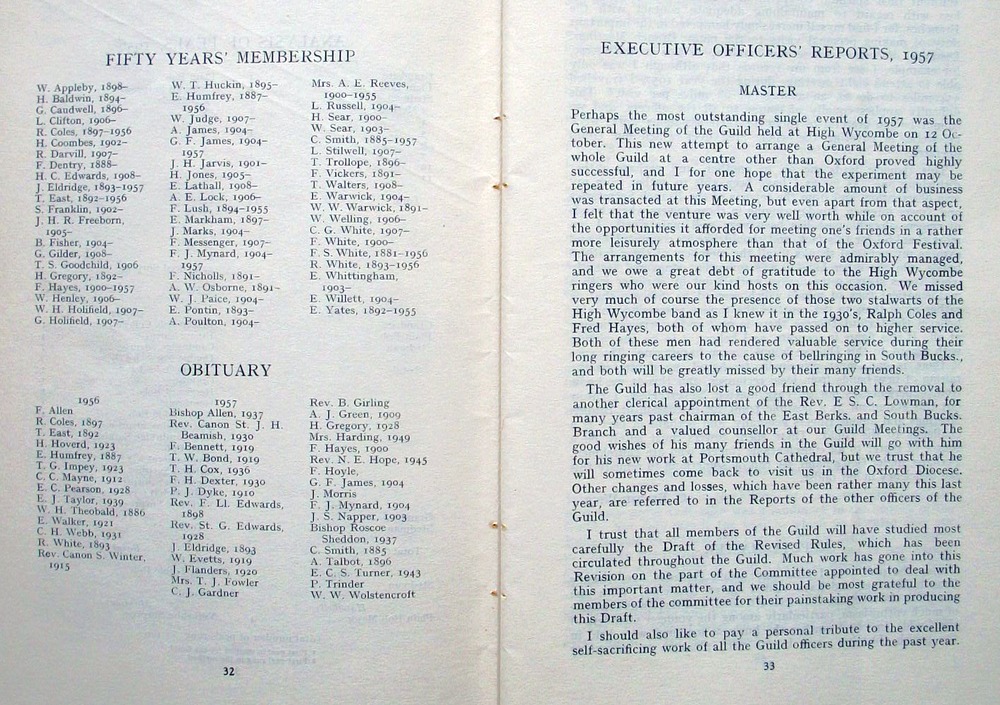 FIFTY YEARS' MEMBERSHIP
W. Appleby, 1898–
H. Baldwin, 1894–
G. Caudwell, 1896–
L. Clifton, 1906–
R. Coles, 1897–1956
H. Coombes, 1902–
R. Darvill, 1907–
F. Dentry, 1888–
H. C. Edwards, 1908–
J. Eldridge, 1893–1957
T. East, 1892–1956
S. Franklin, 1902–
J. H. R. Freeborn,
1905–
B. Fisher, 1904–
G. Gilder, 1908–
T. S. Goodchild, 1906
H. Gregory, 1892–
F. Hayes, 1900–1957
W. Henley, 1906–
W. H. Holifield, 1907–
G. Holifield, 1907–
W. T. Huckin, 1895–
E. Humfrey, 1887–
1956
W. Judge, 1907–
A. James, 1904–
G. F. James, 1904–
1957
J. H. Jarvis, 1901–
H. Jones, 1905–
E. Lathall, 1908–
A. E. Lock, 1906–
F. Lush, 1894–1955
E. Markham, 1897–
J. Marks, 1904–
F. Messenger, 1907–
F. J. Mynard, 1904–
1957
F. Nicholls, 1891–
A. W. Osborne, 1891–
W. J. Paice, 1904–
E. Pontin, 1893–
A. Poulton, 1904–
Mrs. A. E. Reeves,
1900–1955
L. Russell, 1904–
H. Sear, 1900–
W. Sear, 1903–
C. Smith, 1885–1957
L. Stilwell, 1907–
T. Trollope, 1896–
F. Vickers, 1891–
T. Walters, 1908–
E. Warwick, 1904–
W. W. Warwick, 1891–
W. Welling, 1906–
C. G. White, 1907–
F. White, 1900–
F. S. White, 1881–1956
R. White, 1893–1956
E. Whittingham,
1903–
E. Willett, 1904–
E. Yates, 1892–1955
OBITUARY
1956
F. Allen
R. Coles, 1897
T. East, 1892
H. Hoverd, 1923
E. Humfrey, 1887
T. G. Impey, 1923
C. C. Mayne, 1912
E. C. Pearson, 1928
E. J. Taylor, 1939
W. H. Theobald, 1886
E. Walker, 1921
C. H. Webb, 1931
R. White, 1893
Rev. Canon S. Winter,
1915
1957
Bishop Allen, 1937
Rev. Canon St. J. H.
Beamish, 1930
F. Bennett, 1919
T. W. Bond, 1919
T. H. Cox, 1936
F. H. Dexter, 1930
P. J. Dyke, 1910
Rev. F. Ll. Edwards,
1898
Rev. St. G. Edwards,
1928
J. Eldridge, 1893
W. Evetts, 1919
J. Flanders, 1920
Mrs. T. J. Fowler
C. J. Gardner
Rev. B. Girling
A. J. Green, 1909
H. Gregory, 1928
Mrs. Harding, 1949
F. Hayes, 1900
Rev. N. E. Hope, 1945
F. Hoyle,
G. F. James, 1904
J. Morris
F. J. Mynard, 1904
J. S. Napper, 1903
Bishop Roscoe
Sheddon, 1937
C. Smith, 1885
A. Talbot, 1896
E. C. S. Turner, 1943
P. Trinder
W. W. Wolstencroft
32
EXECUTIVE OFFICERS' REPORTS, 1957
MASTER
Perhaps the most outstanding single event of 1957 was the
General Meeting of the Guild held at High Wycombe on 12 Oc-
tober. This new attempt to arrange a General Meeting of the
whole Guild at a centre other than Oxford proved highly
successful, and I for one hope that the experiment may be
repeated in future years. A considerable amount of business
was transacted at this Meeting, but even apart from that aspect,
I felt that the venture was very well worth while on account of
the opportunities it afforded for meeting one's friends in a rather
more leisurely atmosphere than that of the Oxford Festival.
The arrangements for this meeting were admirably managed,
and we owe a great debt of gratitude to the High Wycombe
ringers who were our kind hosts on this occasion. We missed
very much of course the presence of those two stalwarts of the
High Wycombe band as I knew it in the 1930's, Ralph Coles and
Fred Hayes, both of whom have passed on to higher service.
Both of these men had rendered valuable service during their
long ringing careers to the cause of bellringing in South Bucks.,
and both will be greatly missed by their many friends.
The Guild has also lost a good friend through the removal to
another clerical appointment of the Rev. E S. C. Lowman, for
many years past chairman of the East Berks. and South Bucks.
Branch and a valued counsellor at our Guild Meetings. The
good wishes of his many friends in the Guild will go with him
for his new work at Portsmouth Cathedral, but we trust that he
will sometimes come back to visit us in the Oxford Diocese.
Other changes and losses, which have been rather many this last
year, are referred to in the Reports of the other officers of the
Guild.
I trust that all members of the Guild will have studied most
carefully the Draft of the Revised Rules, which has been
circulated throughout the Guild. Much work has gone into this
Revision on the part of the Committee appointed to deal with
this important matter, and we should be most grateful to the
members of the committee for their painstaking work in producing
this Draft.
I should also like to pay a personal tribute to the excellent
self-sacrificing work of all the Guild officers during the past year.
33